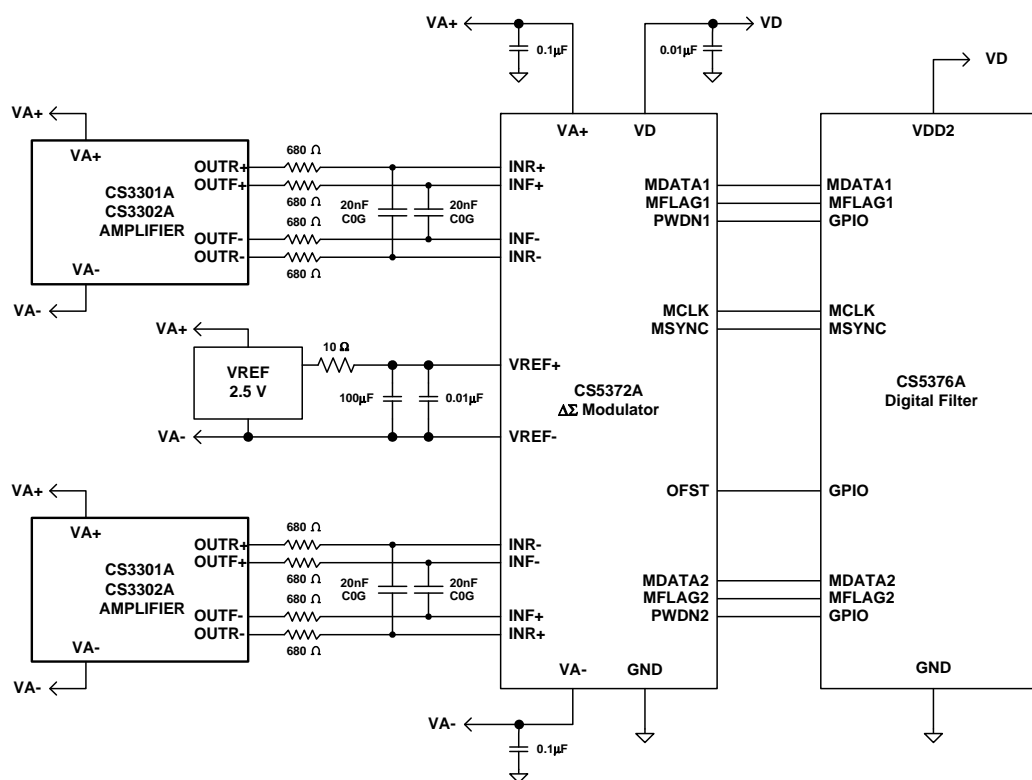 VA+
0.1µF
0.01µF
VD
VD
VA+
VA+
CS3301A
CS3302A
AMPLIFIER
VA-
VA-
OUTR+
OUTF+
OUTF-
OUTR-
680 Ω
680 Ω
680 Ω
680 Ω
20nF
C0G
20nF
C0G
VA+
VREF
2.5 V
VA-
10 Ω
100µF
0.01µF
VA+
VA+
CS3301A
CS3302A
AMPLIFIER
VA-
VA-
OUTR+
OUTF+
OUTF-
OUTR-
680 Ω
680 Ω
680 Ω
680 Ω
20nF
C0G
20nF
C0G
VA+
VD
INR+
INF+
INF-
INR-
VREF+
VREF-
INR-
INF-
INF+
INR+
CS5372A
ΔΣ Modulator
MDATA1
MFLAG1
PWDN1
MCLK
MSYNC
OFST
MDATA2
MFLAG2
PWDN2
VA-
GND
VA-
0.1µF
VDD2
MDATA1
MFLAG1
GPIO
MCLK
MSYNC
CS5376A
Digital Filter
GPIO
MDATA2
MFLAG2
GPIO
GND